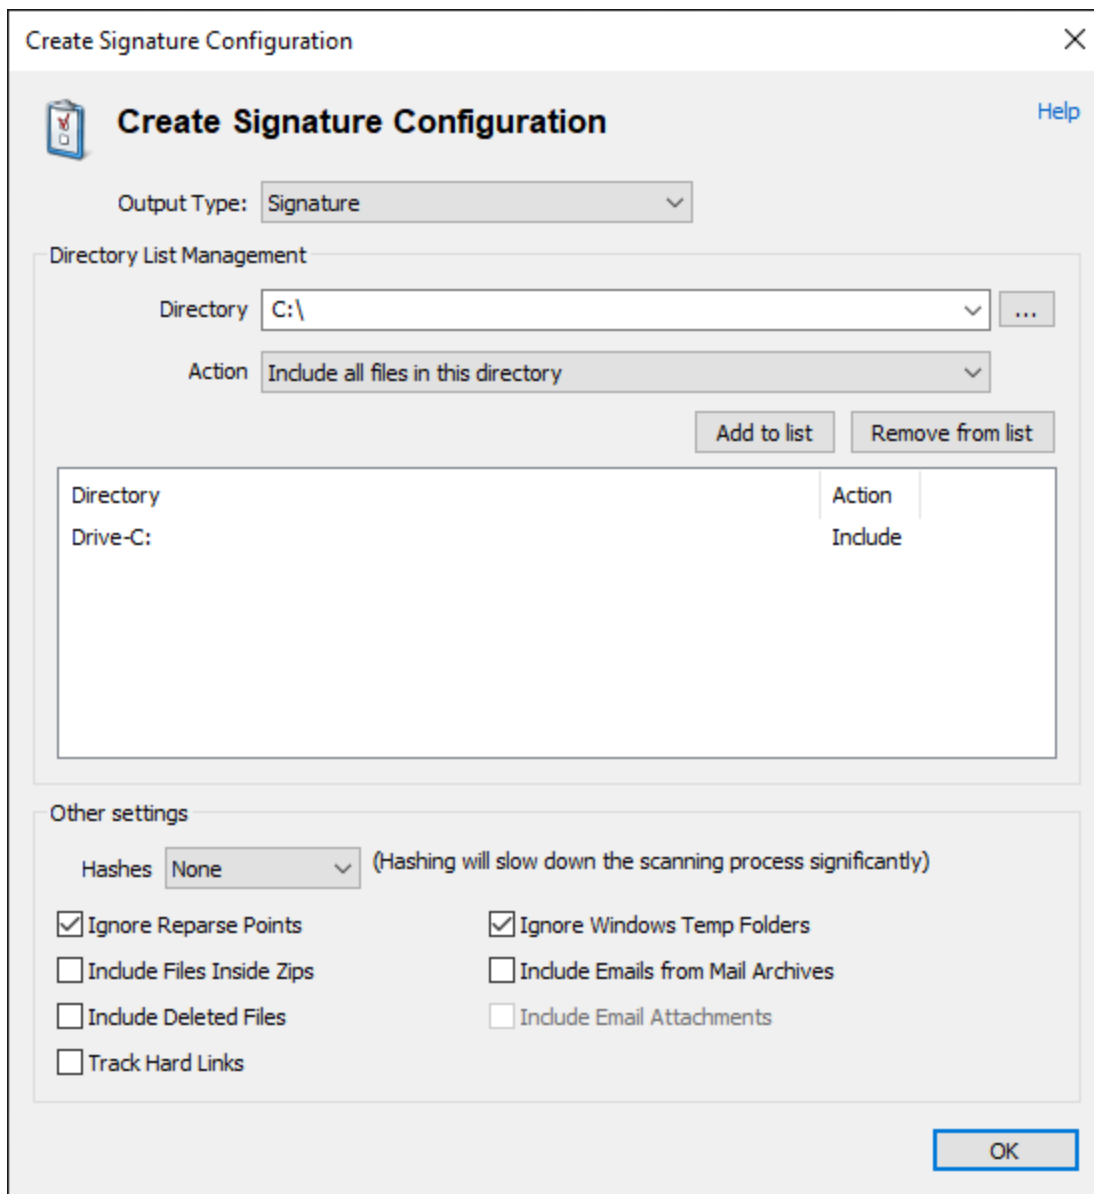 Create Signature Configuration
Create Signature Configuration
Help
Output Type: Signature
Directory List Management
Directory C:\
...
Action Include all files in this directory
Add to list Remove from list
Directory Action
Drive-C: Include
Other settings
Hashes None (Hashing will slow down the scanning process significantly)
Ignore Reparse Points Ignore Windows Temp Folders
Include Files Inside Zips Include Emails from Mail Archives
Include Deleted Files Include Email Attachments
Track Hard Links
OK